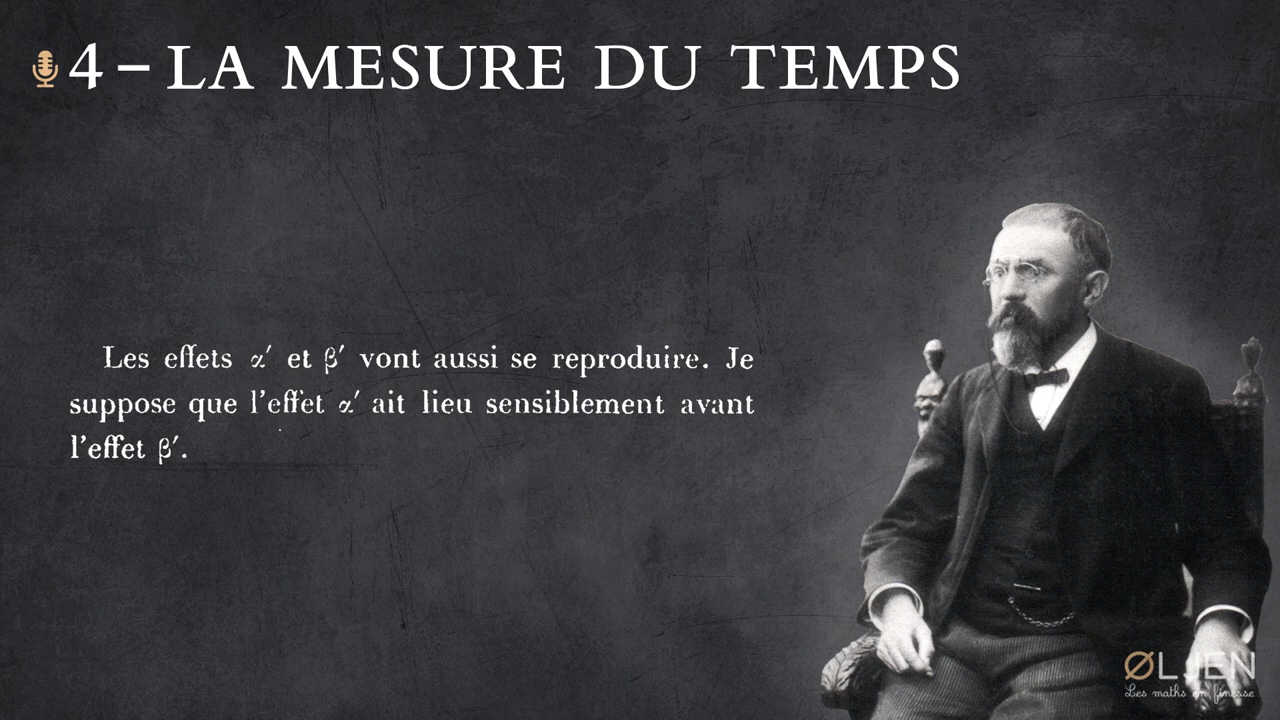 4 – LA MESURE DU TEMPS
Les effets α′ et β′ vont aussi se reproduire. Je
suppose que l’effet α′ ait lieu sensiblement avant
l’effet β′.
ØLJEN
Les maths en finesse